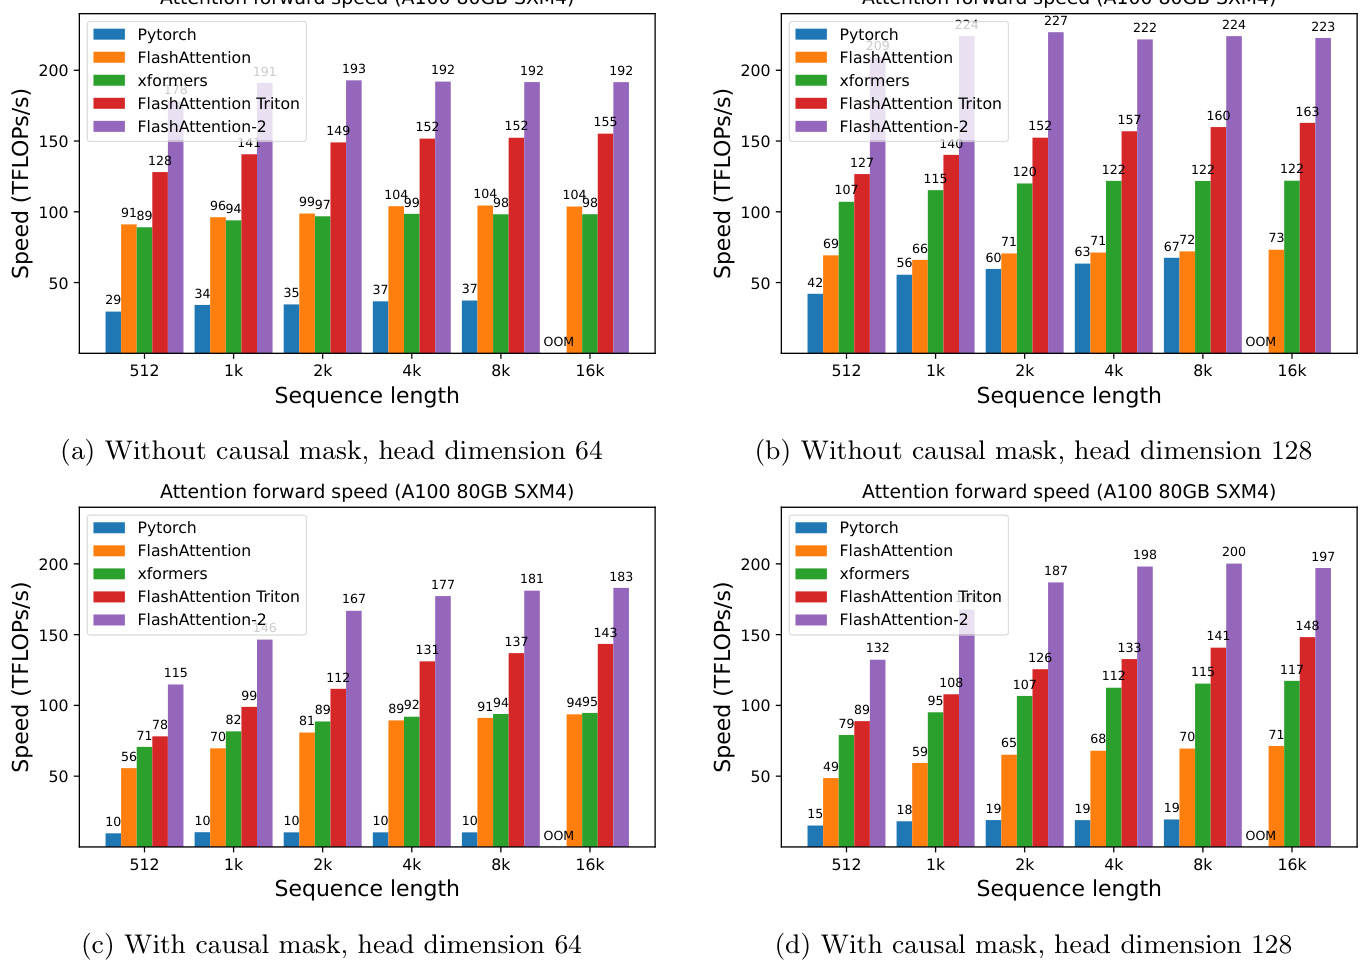 Attention forward speed (A100 80GB SXM4)
Pytorch
FlashAttention
xformers
FlashAttention Triton
FlashAttention-2
Speed (TFLOPs/s)
200
150
100
50
29 91 89 128 178
34 96 94 141 191
35 99 97 149 193
37 104 99 152 192
37 104 98 152 192
OOM 104 98 155 192
512 1k 2k 4k 8k 16k
Sequence length
(a) Without causal mask, head dimension 64
Attention forward speed (A100 80GB SXM4)
Pytorch
FlashAttention
xformers
FlashAttention Triton
FlashAttention-2
Speed (TFLOPs/s)
200
150
100
50
42 69 107 127 209
56 66 115 140 224
60 71 120 152 227
63 71 122 157 222
67 72 122 160 224
OOM 73 122 163 223
512 1k 2k 4k 8k 16k
Sequence length
(b) Without causal mask, head dimension 128
Attention forward speed (A100 80GB SXM4)
Pytorch
FlashAttention
xformers
FlashAttention Triton
FlashAttention-2
Speed (TFLOPs/s)
200
150
100
50
10 56 71 78 115
10 70 82 99 146
10 81 89 112 167
10 89 92 131 177
10 91 94 137 181
OOM 94 95 143 183
512 1k 2k 4k 8k 16k
Sequence length
(c) With causal mask, head dimension 64
Attention forward speed (A100 80GB SXM4)
Pytorch
FlashAttention
xformers
FlashAttention Triton
FlashAttention-2
Speed (TFLOPs/s)
200
150
100
50
15 49 79 89 132
18 59 95 108
19 65 107 126 187
19 68 112 133 198
19 70 115 141 200
OOM 71 117 148 197
512 1k 2k 4k 8k 16k
Sequence length
(d) With causal mask, head dimension 128